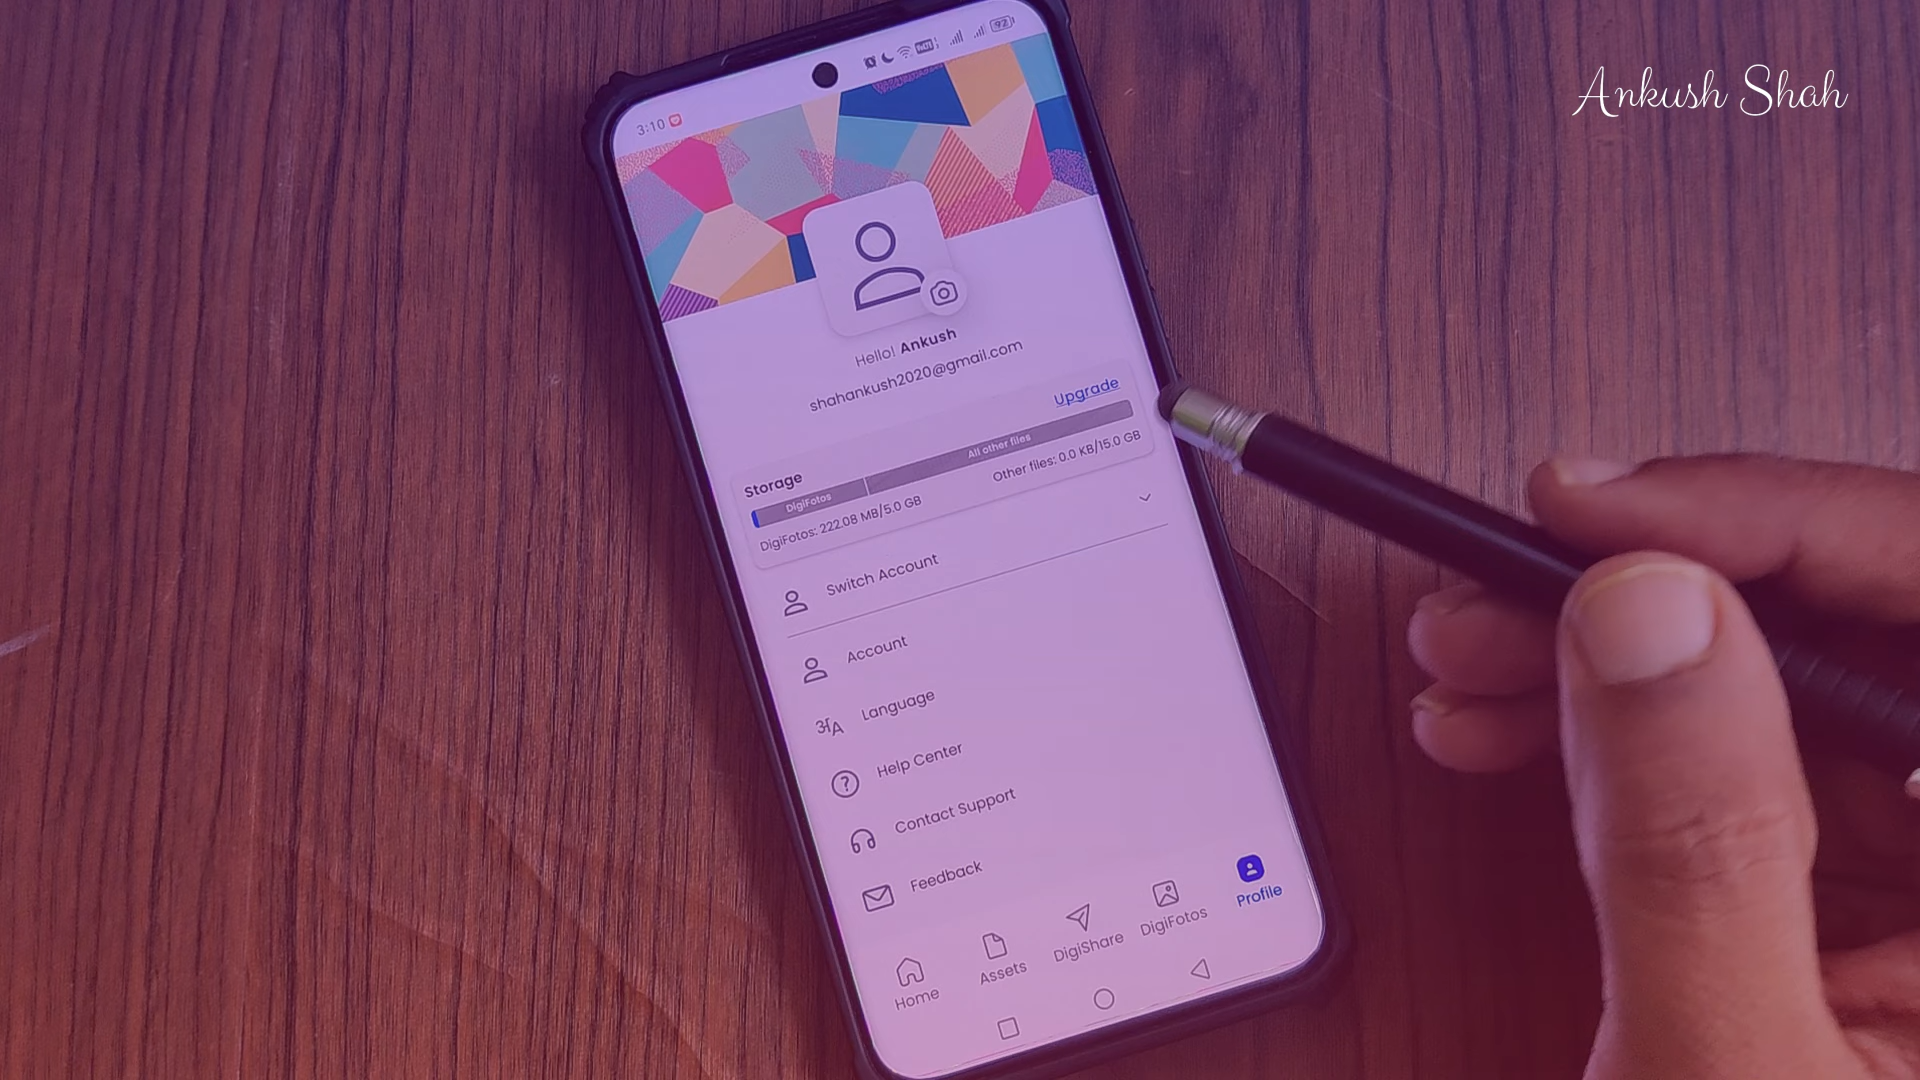 Ankush Shah
3:10
92
Hello! Ankush
shahankush2020@gmail.com
Upgrade
Storage
DigiFotos
All other files
DigiFotos: 222.08 MB/5.0 GB
Other files: 0.0 KB/15.0 GB
Switch Account
Account
अ/A Language
? Help Center
Contact Support
Feedback
Home
Assets
DigiShare
DigiFotos
Profile